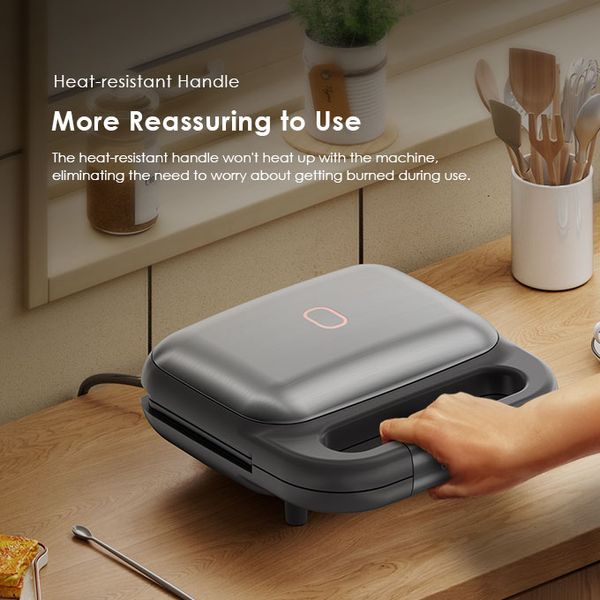 Heat-resistant Handle
More Reassuring to Use
The heat-resistant handle won't heat up with the machine,
eliminating the need to worry about getting burned during use.